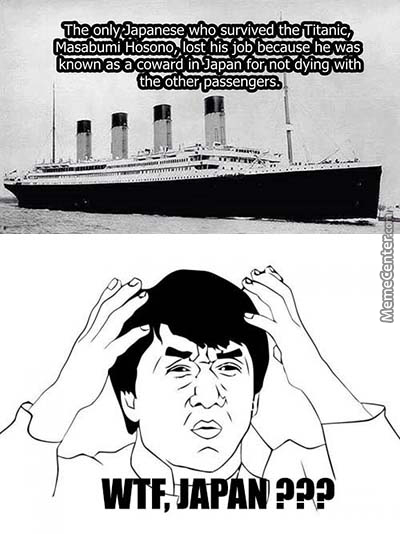 The only Japanese who survived the Titanic,
Masabumi Hosono, lost his job because he was
known as a coward in Japan for not dying with
the other passengers.
MemeCenter.com
WTF, JAPAN ???